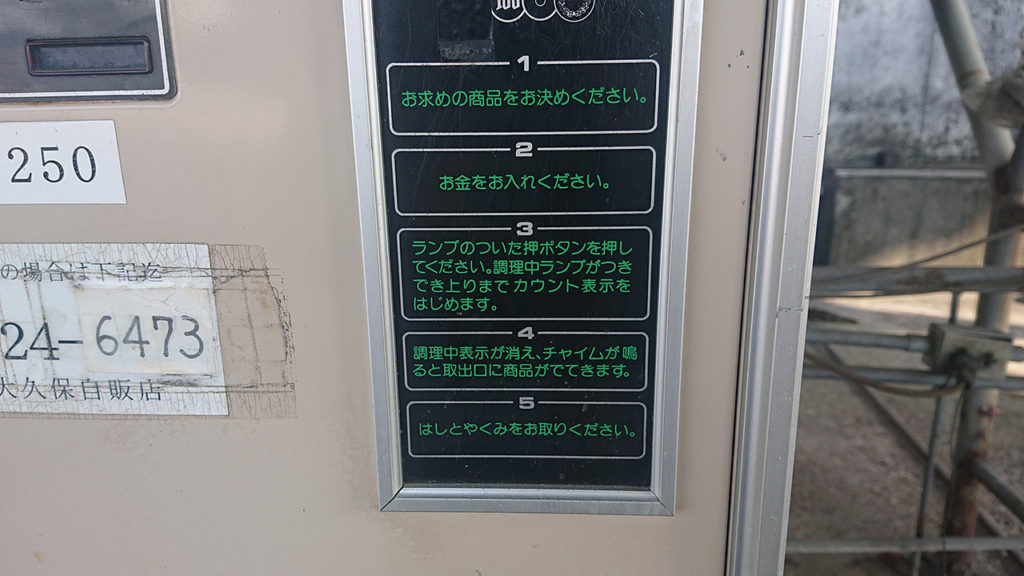 100
1
お求めの商品をお決めください。
2
お金をお入れください。
3
ランプのついた押ボタンを押し
てください。調理中ランプがつき
でき上りまで カウント表示を
はじめます。
4
調理中表示が消え、チャイムが鳴
ると取出口に商品がでてきます。
5
はしとやくみをお取りください。
250
の場合は下記迄
24-6473
大久保自販店